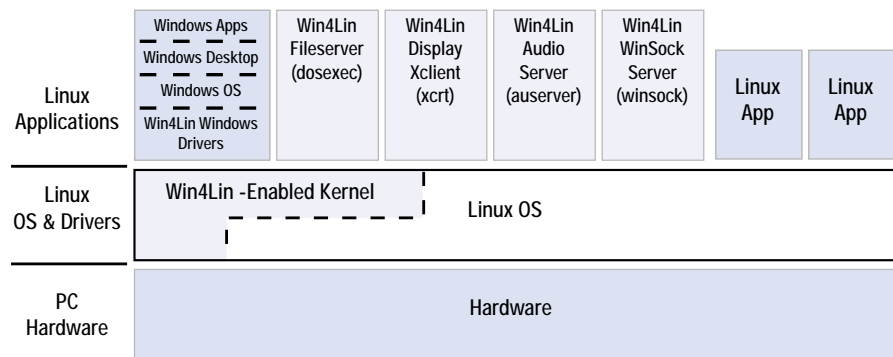 Linux
Applications
Windows Apps
Windows Desktop
Windows OS
Win4Lin Windows
Drivers
Win4Lin
Fileserver
(dosexec)
Win4Lin
Display
Xclient
(xcrt)
Win4Lin
Audio
Server
(auserver)
Win4Lin
WinSock
Server
(winsock)
Linux
App
Linux
App
Linux
OS & Drivers
Win4Lin -Enabled Kernel
Linux OS
PC
Hardware
Hardware